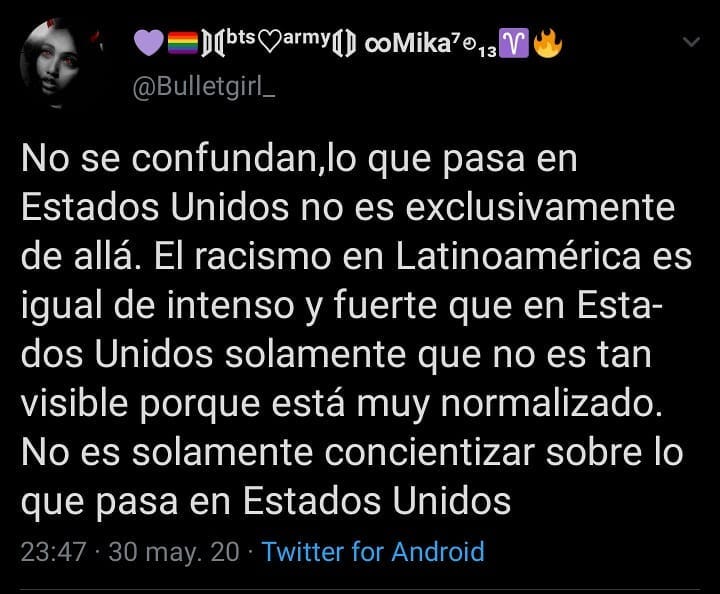 💜🏳️‍🌈⟭⟬ᵇᵗˢ♡ᵃʳᵐʸ⟬⟭ ∞Mika⁷◴₁₃♈🔥
@Bulletgirl_
No se confundan,lo que pasa en
Estados Unidos no es exclusivamente
de allá. El racismo en Latinoamérica es
igual de intenso y fuerte que en Esta-
dos Unidos solamente que no es tan
visible porque está muy normalizado.
No es solamente concientizar sobre lo
que pasa en Estados Unidos
23:47 · 30 may. 20 · Twitter for Android